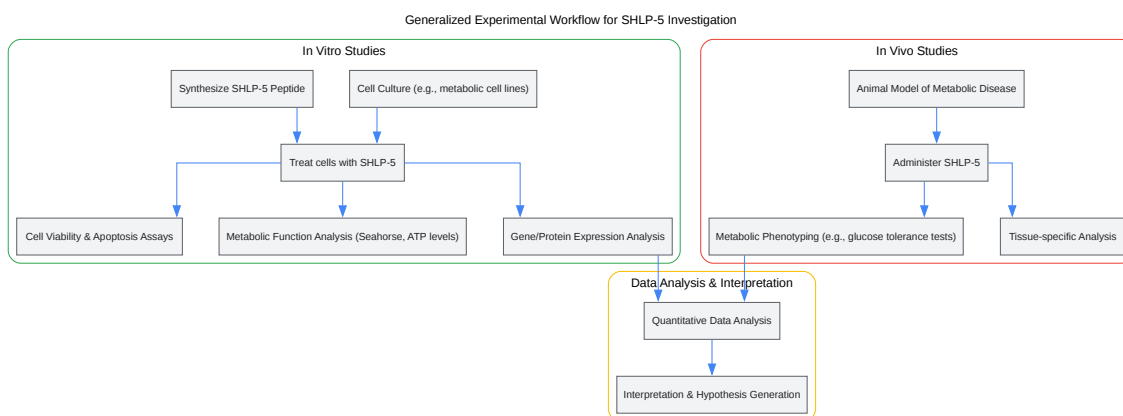 Generalized Experimental Workflow for SHLP-5 Investigation
In Vitro Studies
In Vivo Studies
Synthesize SHLP-5 Peptide
Cell Culture (e.g., metabolic cell lines)
Animal Model of Metabolic Disease
Treat cells with SHLP-5
Administer SHLP-5
Cell Viability & Apoptosis Assays
Metabolic Function Analysis (Seahorse, ATP levels)
Gene/Protein Expression Analysis
Metabolic Phenotyping (e.g., glucose tolerance tests)
Tissue-specific Analysis
Data Analysis & Interpretation
Quantitative Data Analysis
Interpretation & Hypothesis Generation